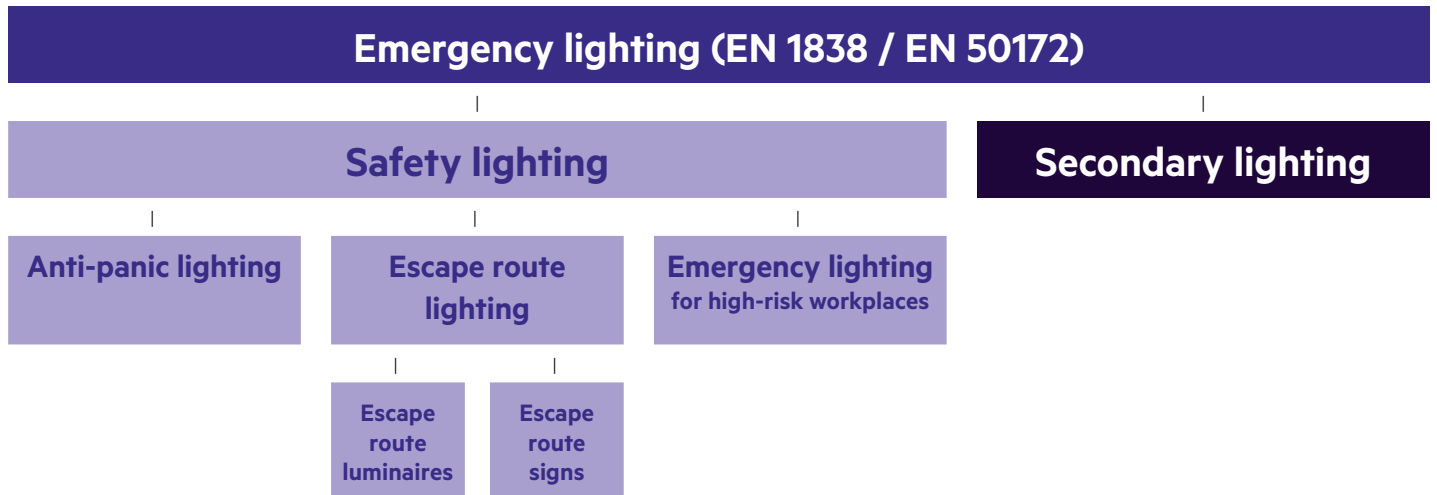 Emergency lighting (EN 1838 / EN 50172)
Safety lighting
Secondary lighting
Anti-panic lighting
Escape route
lighting
Emergency lighting
for high-risk workplaces
Escape
route
luminaires
Escape
route
signs